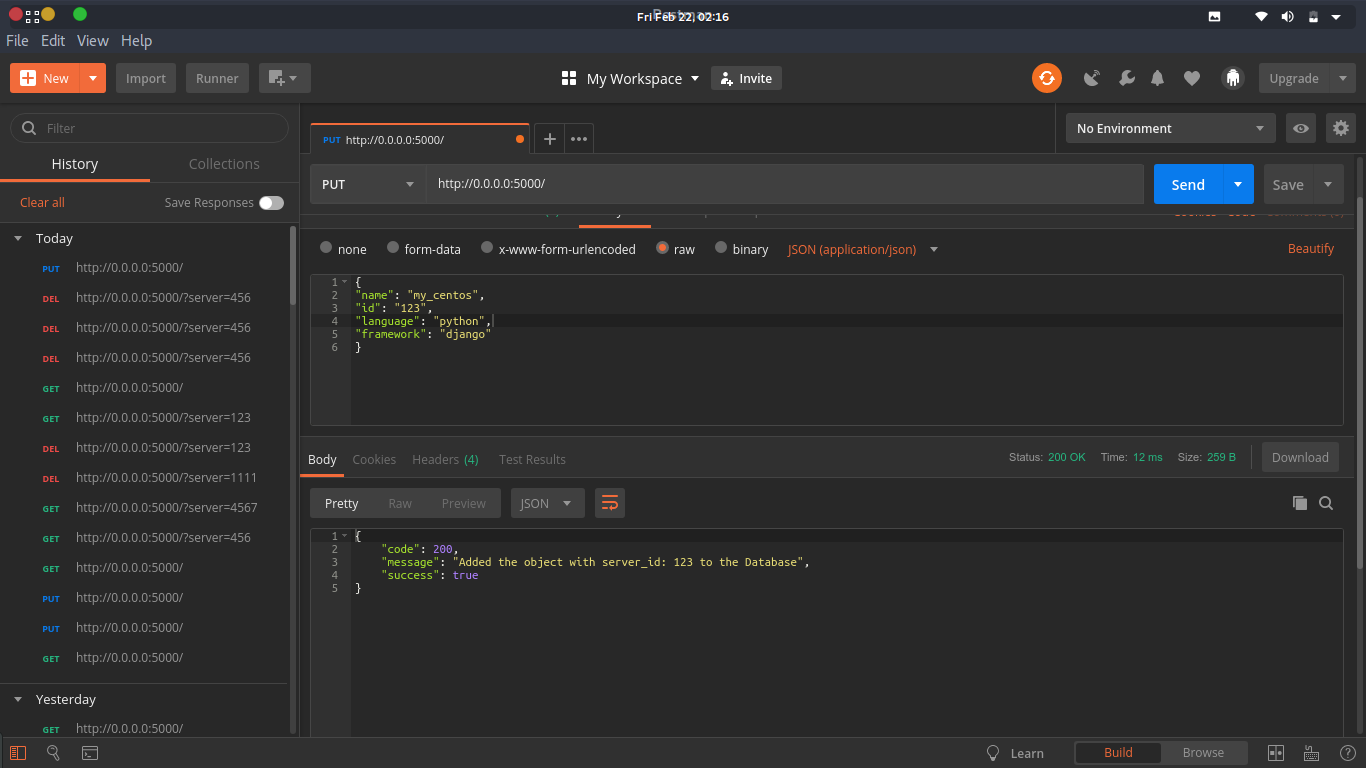 Fri Feb 22, 02:16
File Edit View Help
New Import Runner My Workspace Invite Upgrade
Filter
History Collections
Clear all Save Responses
Today
PUT http://0.0.0.0:5000/
DEL http://0.0.0.0:5000/?server=456
DEL http://0.0.0.0:5000/?server=456
DEL http://0.0.0.0:5000/?server=456
GET http://0.0.0.0:5000/
GET http://0.0.0.0:5000/?server=123
DEL http://0.0.0.0:5000/?server=123
DEL http://0.0.0.0:5000/?server=1111
GET http://0.0.0.0:5000/?server=4567
GET http://0.0.0.0:5000/?server=456
GET http://0.0.0.0:5000/
PUT http://0.0.0.0:5000/
PUT http://0.0.0.0:5000/
GET http://0.0.0.0:5000/
Yesterday
GET http://0.0.0.0:5000/
PUT http://0.0.0.0:5000/
No Environment
PUT http://0.0.0.0:5000/ Send Save
none form-data x-www-form-urlencoded raw binary JSON (application/json) Beautify
1 {
2 "name": "my_centos",
3 "id": "123",
4 "language": "python",
5 "framework": "django"
6 }
Body Cookies Headers (4) Test Results Status: 200 OK Time: 12 ms Size: 259 B Download
Pretty Raw Preview JSON
1 {
2 "code": 200,
3 "message": "Added the object with server_id: 123 to the Database",
4 "success": true
5 }
Learn Build Browse